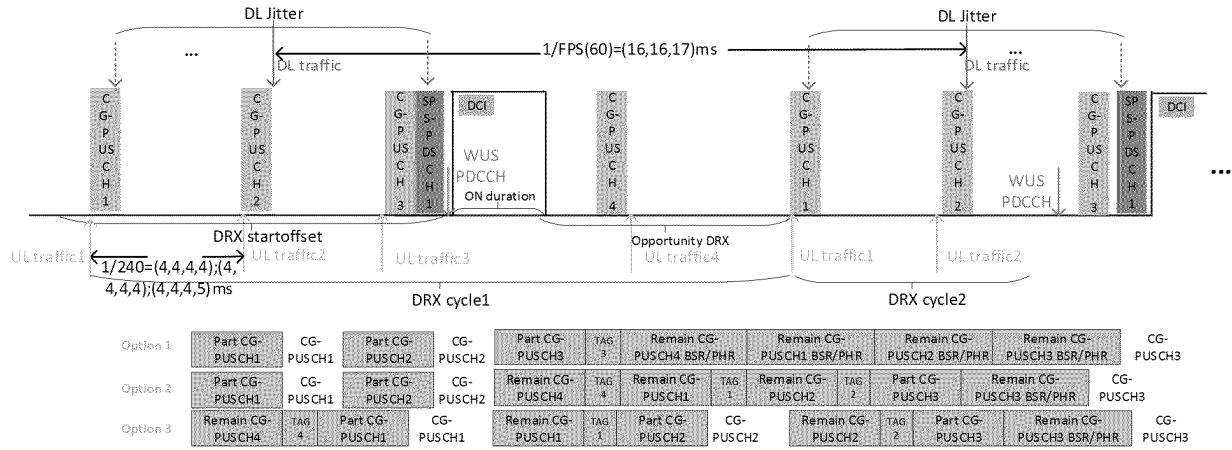 DL Jitter
DL Jitter
...
1/FPS(60)=(16,16,17)ms
...
DL traffic
DL traffic
CG-PUSCH1
CG-PUSCH2
CG-PUSCH3
SPS-PDSCH1
DCI
CG-PUSCH4
CG-PUSCH1
CG-PUSCH2
CG-PUSCH3
SPS-PDSCH1
DCI
WUS
PDCCH
ON duration
WUS
PDCCH
...
DRX startoffset
Opportunity DRX
UL traffic1
UL traffic2
UL traffic3
UL traffic4
UL traffic1
UL traffic2
1/240=(4,4,4,4);(4,
4,4,4);(4,4,4,5)ms
DRX cycle1
DRX cycle2
Option 1
Part CG-
PUSCH1
CG-
PUSCH1
Part CG-
PUSCH2
CG-
PUSCH2
Part CG-
PUSCH3
TAG
3
Remain CG-
PUSCH4 BSR/PHR
Remain CG-
PUSCH1 BSR/PHR
Remain CG-
PUSCH2 BSR/PHR
Remain CG-
PUSCH3 BSR/PHR
CG-
PUSCH3
Option 2
Part CG-
PUSCH1
CG-
PUSCH1
Part CG-
PUSCH2
CG-
PUSCH2
Remain CG-
PUSCH4
TAG
4
Remain CG-
PUSCH1
TAG
1
Remain CG-
PUSCH2
TAG
2
Part CG-
PUSCH3
Remain CG-
PUSCH3 BSR/PHR
CG-
PUSCH3
Option 3
Remain CG-
PUSCH4
TAG
4
Part CG-
PUSCH1
CG-
PUSCH1
Remain CG-
PUSCH1
TAG
1
Part CG-
PUSCH2
CG-
PUSCH2
Remain CG-
PUSCH2
TAG
2
Part CG-
PUSCH3
Remain CG-
PUSCH3 BSR/PHR
CG-
PUSCH3